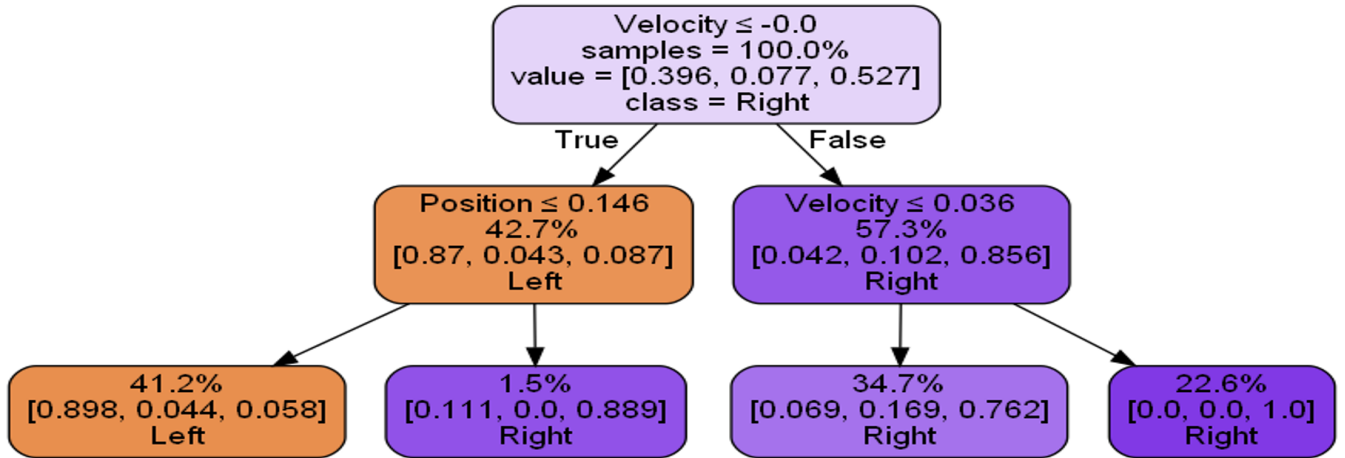 Velocity ≤ -0.0
samples = 100.0%
value = [0.396, 0.077, 0.527]
class = Right
True
False
Position ≤ 0.146
42.7%
[0.87, 0.043, 0.087]
Left
Velocity ≤ 0.036
57.3%
[0.042, 0.102, 0.856]
Right
41.2%
[0.898, 0.044, 0.058]
Left
1.5%
[0.111, 0.0, 0.889]
Right
34.7%
[0.069, 0.169, 0.762]
Right
22.6%
[0.0, 0.0, 1.0]
Right